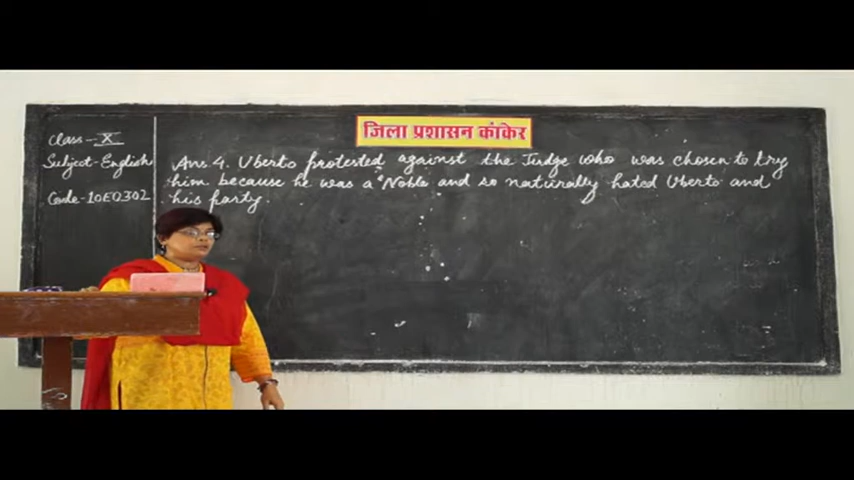 जिला प्रशासन कांकेर
Class - X
Subject - English
Code - 10E0302
Ans 4. Uberto protested against the Judge who was chosen to try
him because he was a Noble and so naturally hated Uberto and
his party.